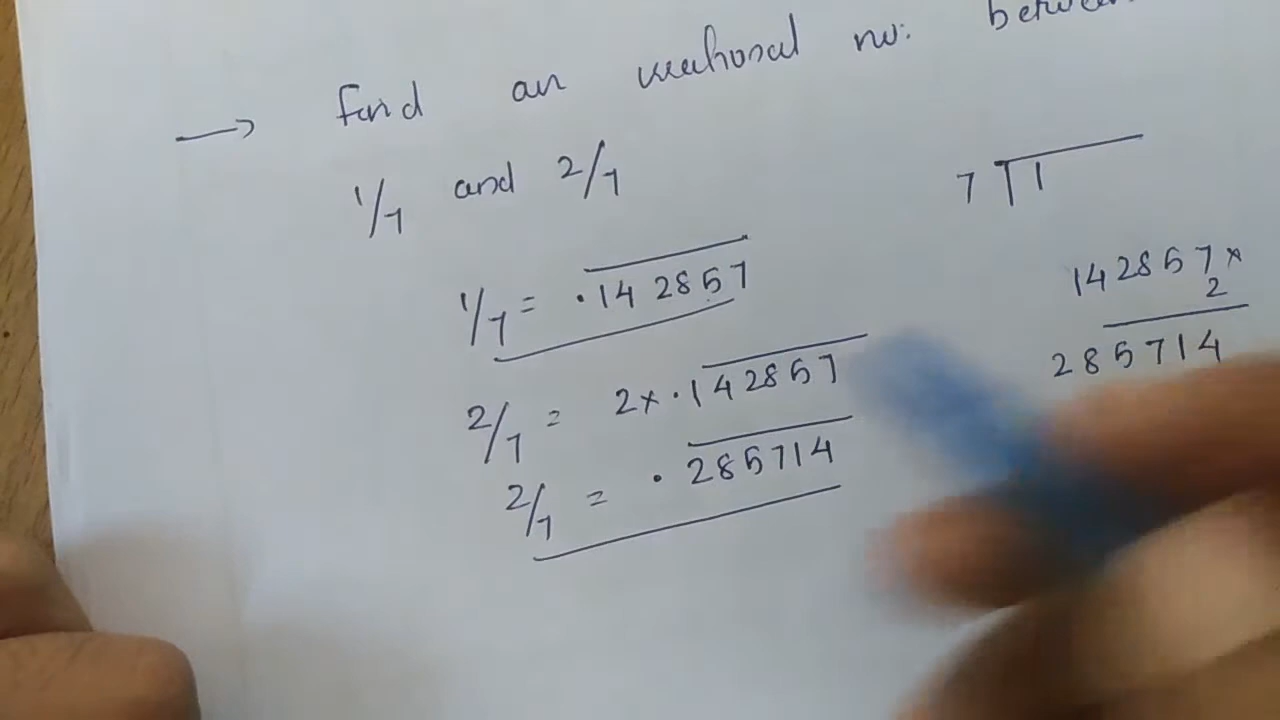 → Find an irrational no: between
1/7 and 2/7
7 1
1/7 = .142857
142857 ×
2
285714
2/7 = 2 × .142857
2/7 = .285714